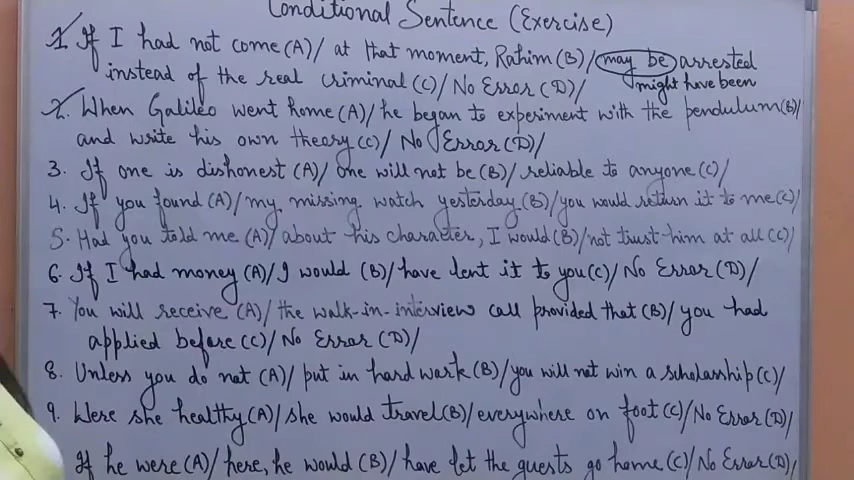 Conditional Sentence (Exercise)
1. If I had not come (A)/ at that moment, Rahim (B)/ may be arrested
instead of the real criminal (C)/ No Error (D)/ might have been
2. When Galileo went home (A)/ he began to experiment with the pendulum (B)/
and write his own theory (C)/ No Error (D)/
3. If one is dishonest (A)/ one will not be (B)/ reliable to anyone (C)/
4. If you found (A)/ my missing watch yesterday (B)/ you would return it to me (C)/
5. Had you told me (A)/ about his character, I would (B)/ not trust him at all (C)/
6. If I had money (A)/ I would (B)/ have lent it to you (C)/ No Error (D)/
7. You will receive (A)/ the walk-in-interview call provided that (B)/ you had
applied before (C)/ No Error (D)/
8. Unless you do not (A)/ put in hard work (B)/ you will not win a scholarship (C)/
9. Were she healthy (A)/ she would travel (B)/ everywhere on foot (C)/ No Error (D)/
If he were (A)/ here, he would (B)/ have let the guests go home (C)/ No Error (D)/